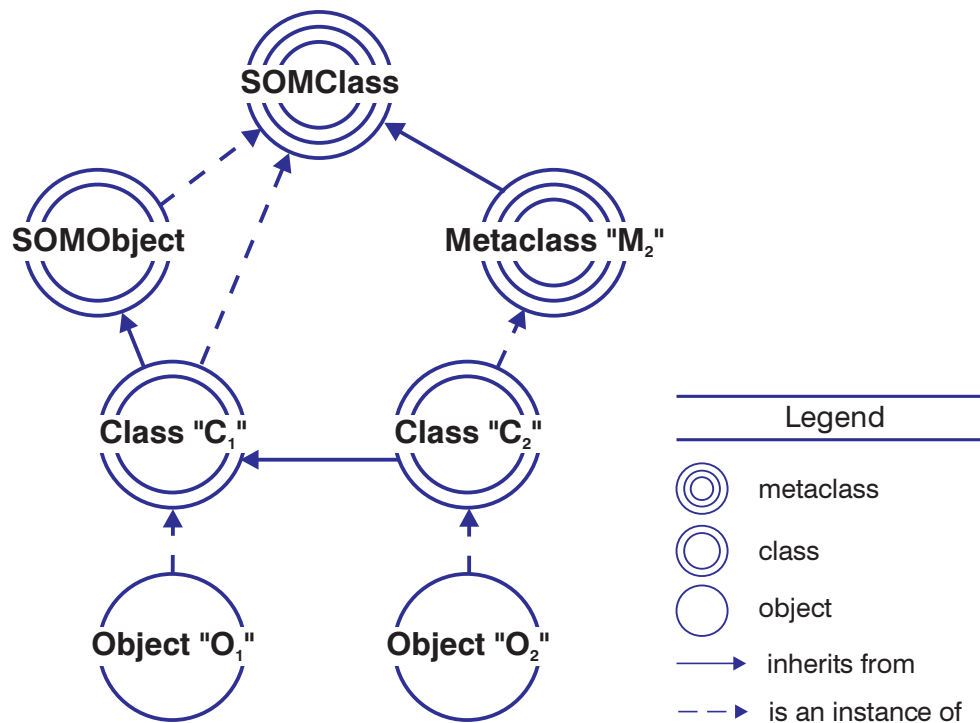 SOMClass
SOMObject
Metaclass "M₂"
Class "C₁"
Class "C₂"
Object "O₁"
Object "O₂"
Legend
metaclass
class
object
inherits from
is an instance of